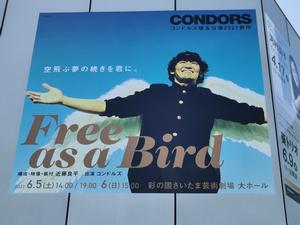 CONDORS
コンドルズ埼玉公演2021新作
空飛ぶ夢の続きを君に。
Free
as a Bird
構成・映像・振付 近藤良平 出演 コンドルズ
2021 6.5(土)14:00/19:00 6(日)15:00 彩の国さいたま芸術劇場 大ホール